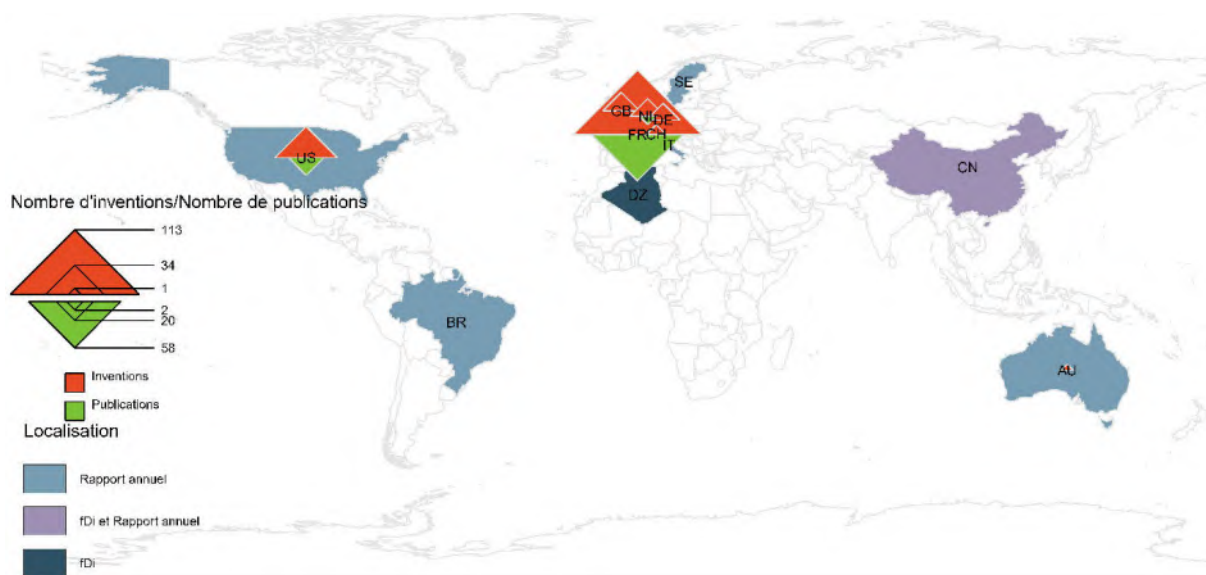 SE
GB
NL
DE
FR
CH
IT
US
CN
DZ
Nombre d'inventions/Nombre de publications
113
34
1
2
20
58
BR
AU
Inventions
Publications
Localisation
Rapport annuel
fDi et Rapport annuel
fDi